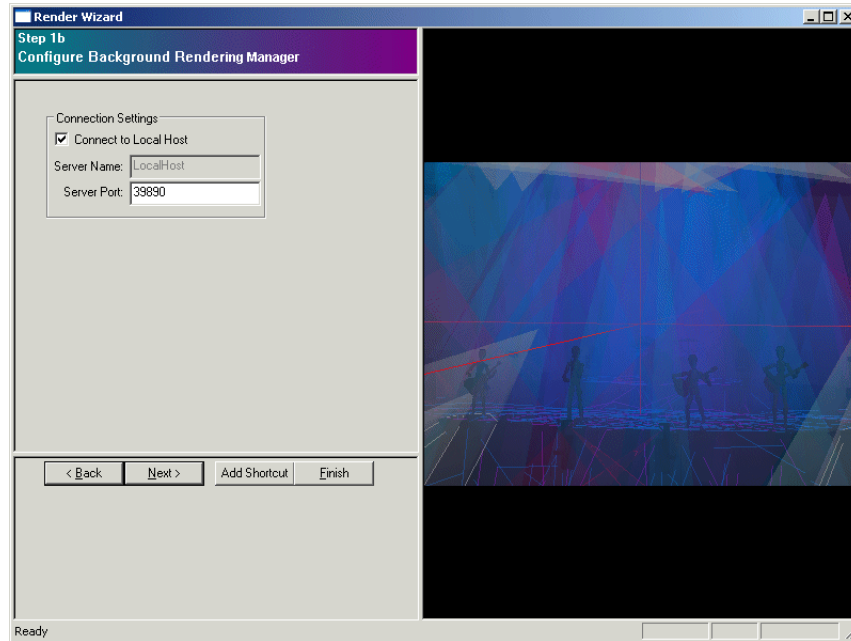 Render Wizard
Step 1b
Configure Background Rendering Manager
Connection Settings
Connect to Local Host
Server Name: LocalHost
Server Port: 39890
< Back Next > Add Shortcut Finish
Ready